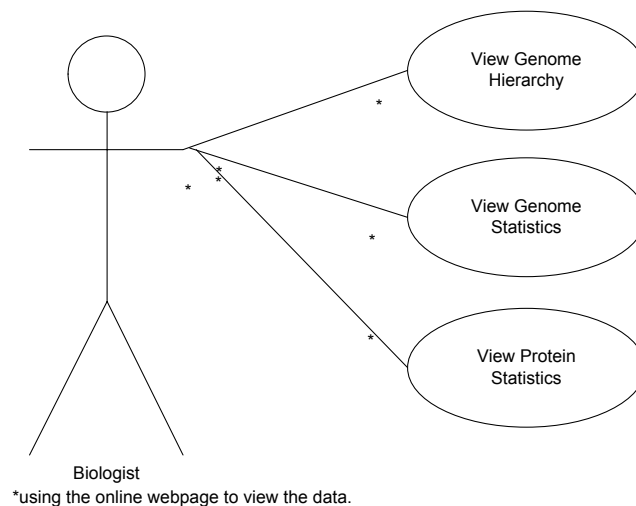 View Genome
Hierarchy
*
View Genome
Statistics
*
*
*
*
View Protein
Statistics
*
Biologist
*using the online webpage to view the data.